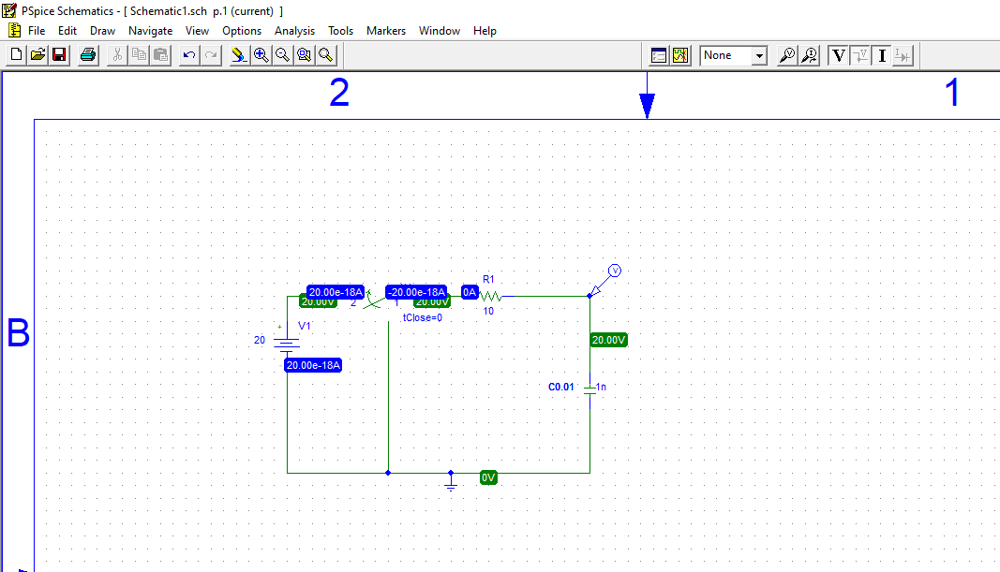 PSpice Schematics - [ Schematic1.sch p.1 (current) ]
File Edit Draw Navigate View Options Analysis Tools Markers Window Help
None V V I
2 1
V
R1
20.00e-18A -20.00e-18A 0A
20.00V 2 1 20.00V
10
tClose=0
V1
B
20
20.00V
20.00e-18A
C0.01 1n
0V